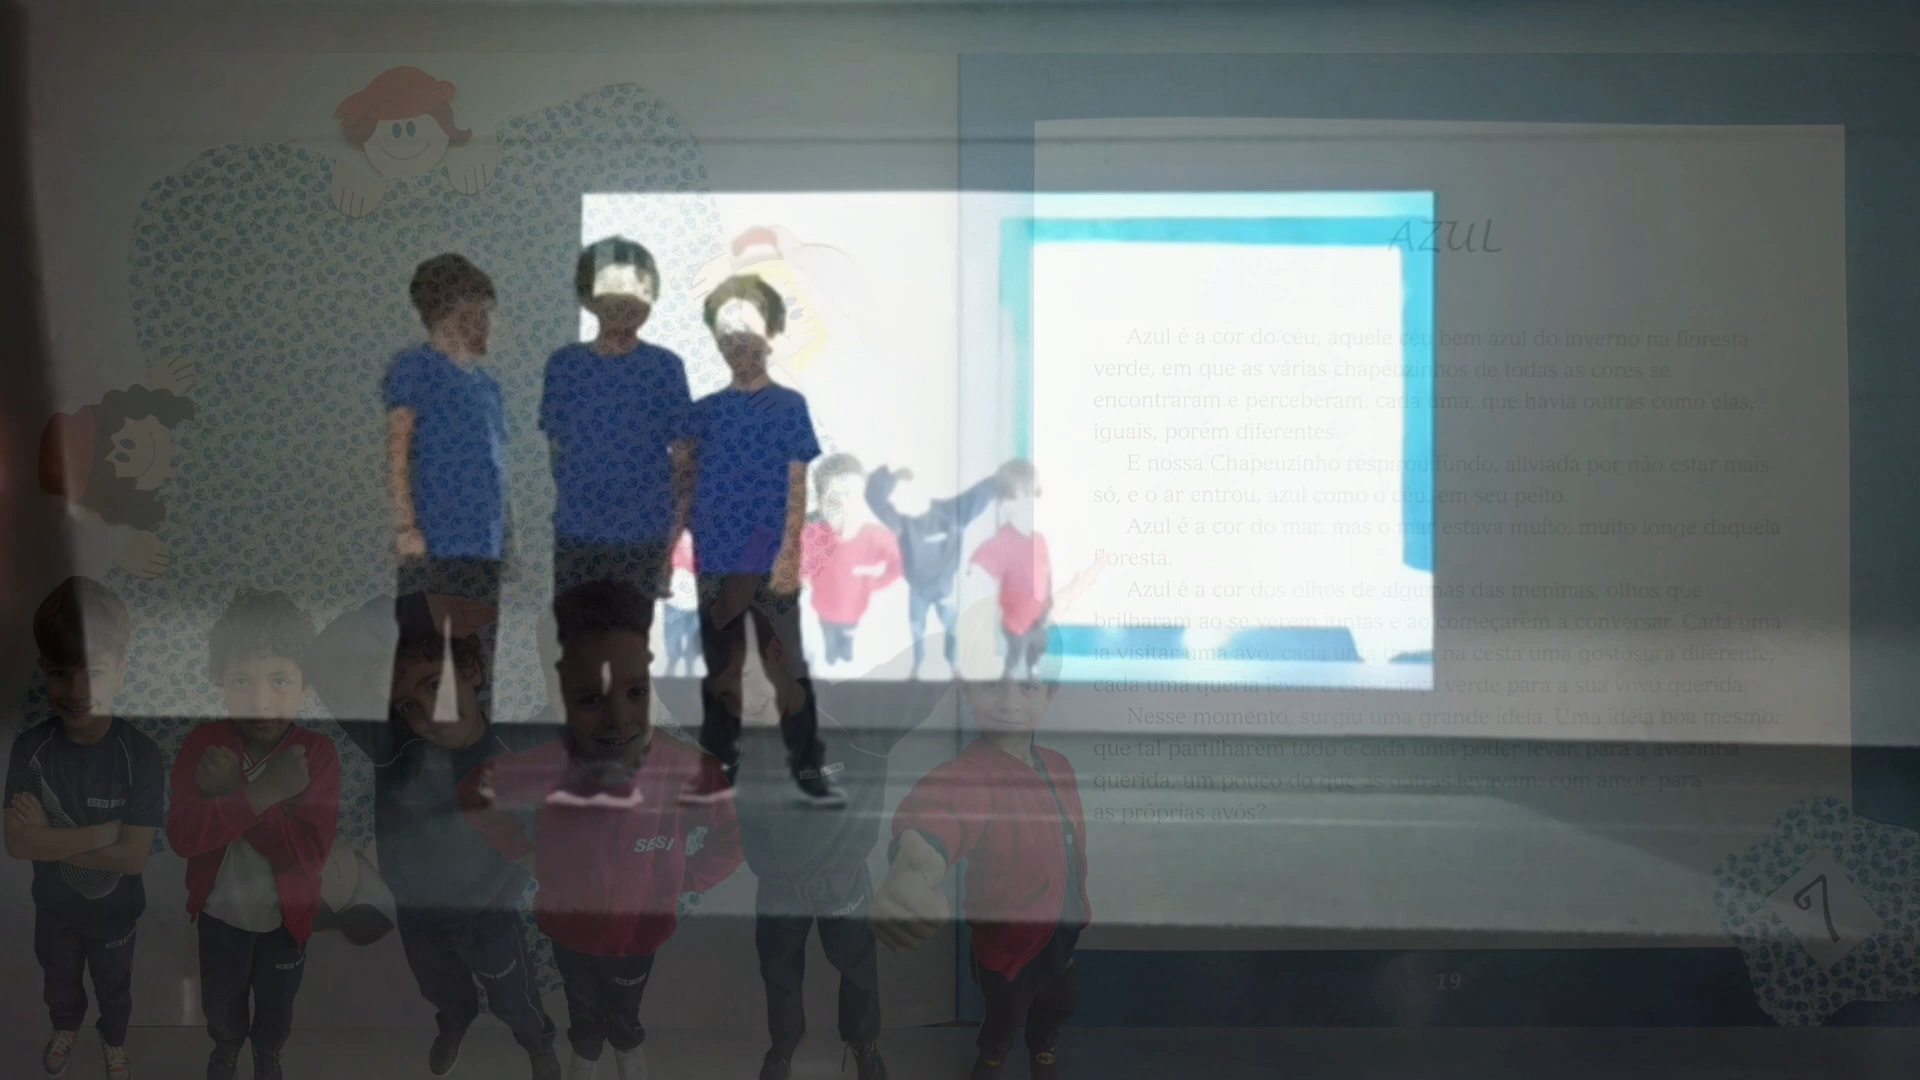 AZUL
Azul é a cor do céu, aquele céu bem azul do inverno na floresta
verde, em que as várias chapeuzinhos de todas as cores se
encontraram e perceberam, cada uma, que havia outras como elas,
iguais, porém diferentes.
E nossa Chapeuzinho respirou fundo, aliviada por não estar mais
só, e o ar entrou, azul como o céu, em seu peito.
Azul é a cor do mar, mas o mar estava muito, muito longe daquela
floresta.
Azul é a cor dos olhos de algumas das meninas, olhos que
brilharam ao se verem juntas e ao começarem a conversar. Cada uma
ia visitar uma avó, cada uma na cesta uma gostosura diferente,
cada uma queria levar a esperança verde para a sua vovó querida.
Nesse momento, surgiu uma grande ideia. Uma ideia boa mesmo:
que tal partilharem tudo e cada uma poder levar, para a avozinha
querida, um pouco do que as outras levavam, com amor, para
as próprias avós?
SESI
7
19